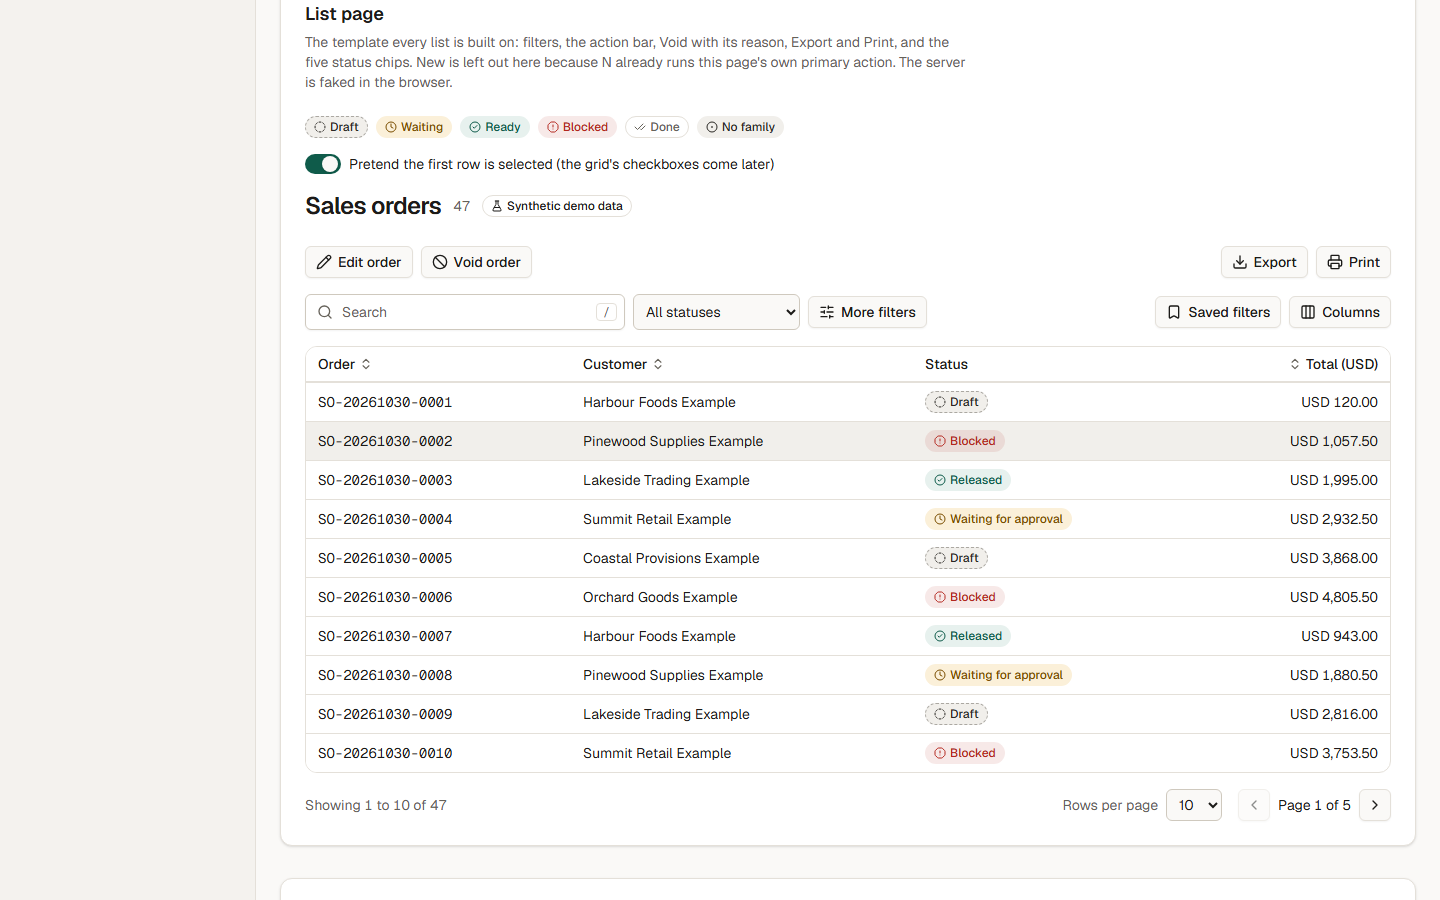 List page
The template every list is built on: filters, the action bar, Void with its reason, Export and Print, and the
five status chips. New is left out here because N already runs this page's own primary action. The server
is faked in the browser.
Draft Waiting Ready Blocked Done No family
Pretend the first row is selected (the grid's checkboxes come later)
Sales orders 47 Synthetic demo data
Edit order Void order Export Print
Search / All statuses More filters Saved filters Columns
Order Customer Status Total (USD)
SO-20261030-0001 Harbour Foods Example Draft USD 120.00
SO-20261030-0002 Pinewood Supplies Example Blocked USD 1,057.50
SO-20261030-0003 Lakeside Trading Example Released USD 1,995.00
SO-20261030-0004 Summit Retail Example Waiting for approval USD 2,932.50
SO-20261030-0005 Coastal Provisions Example Draft USD 3,868.00
SO-20261030-0006 Orchard Goods Example Blocked USD 4,805.50
SO-20261030-0007 Harbour Foods Example Released USD 943.00
SO-20261030-0008 Pinewood Supplies Example Waiting for approval USD 1,880.50
SO-20261030-0009 Lakeside Trading Example Draft USD 2,816.00
SO-20261030-0010 Summit Retail Example Blocked USD 3,753.50
Showing 1 to 10 of 47 Rows per page 10 Page 1 of 5